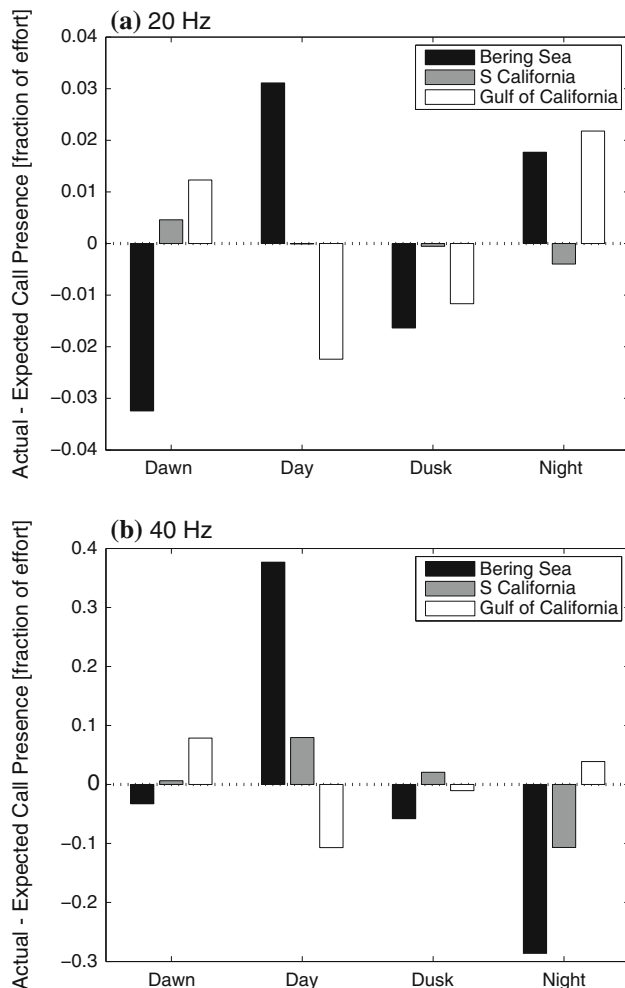 (a) 20 Hz
Actual - Expected Call Presence [fraction of effort]
0.04
0.03
0.02
0.01
0
−0.01
−0.02
−0.03
−0.04
Bering Sea
S California
Gulf of California
Dawn Day Dusk Night
(b) 40 Hz
Actual - Expected Call Presence [fraction of effort]
0.4
0.3
0.2
0.1
0
−0.1
−0.2
−0.3
Bering Sea
S California
Gulf of California
Dawn Day Dusk Night